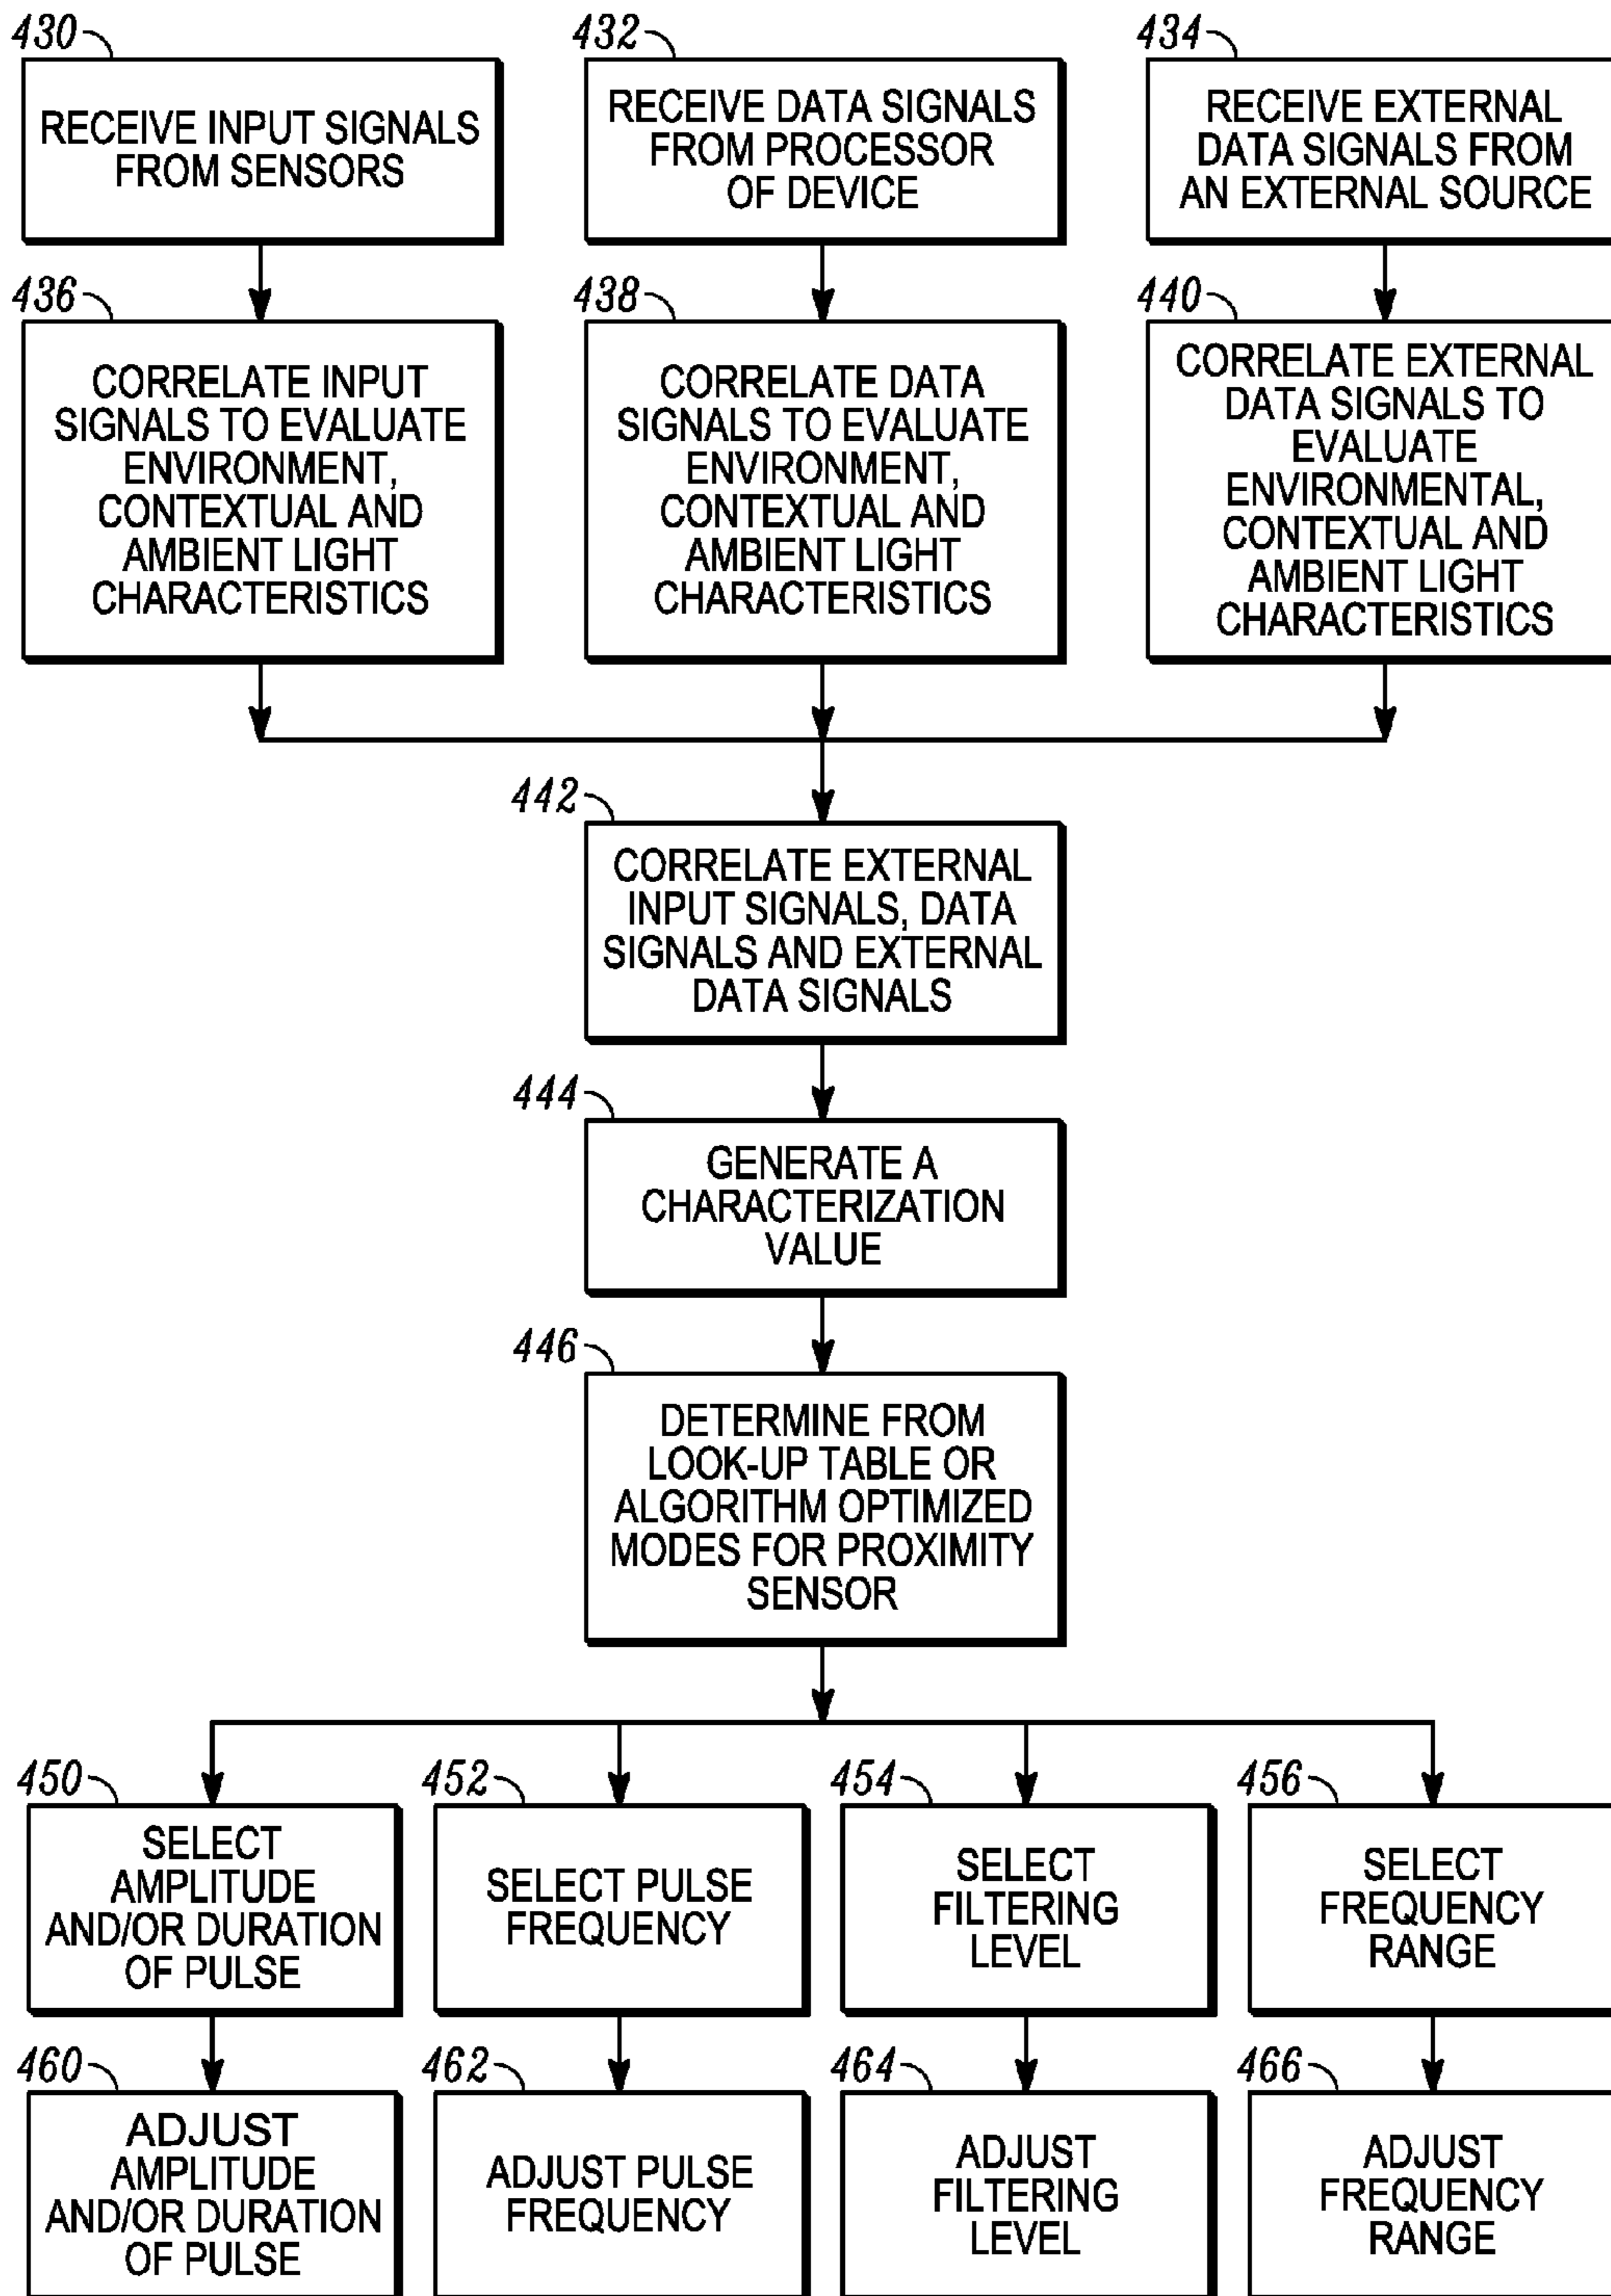 430
RECEIVE INPUT SIGNALS
FROM SENSORS
432
RECEIVE DATA SIGNALS
FROM PROCESSOR
OF DEVICE
434
RECEIVE EXTERNAL
DATA SIGNALS FROM
AN EXTERNAL SOURCE
436
CORRELATE INPUT
SIGNALS TO EVALUATE
ENVIRONMENT,
CONTEXTUAL AND
AMBIENT LIGHT
CHARACTERISTICS
438
CORRELATE DATA
SIGNALS TO EVALUATE
ENVIRONMENT,
CONTEXTUAL AND
AMBIENT LIGHT
CHARACTERISTICS
440
CORRELATE EXTERNAL
DATA SIGNALS TO
EVALUATE
ENVIRONMENTAL,
CONTEXTUAL AND
AMBIENT LIGHT
CHARACTERISTICS
442
CORRELATE EXTERNAL
INPUT SIGNALS, DATA
SIGNALS AND EXTERNAL
DATA SIGNALS
444
GENERATE A
CHARACTERIZATION
VALUE
446
DETERMINE FROM
LOOK-UP TABLE OR
ALGORITHM OPTIMIZED
MODES FOR PROXIMITY
SENSOR
450
SELECT
AMPLITUDE
AND/OR DURATION
OF PULSE
452
SELECT PULSE
FREQUENCY
454
SELECT
FILTERING
LEVEL
456
SELECT
FREQUENCY
RANGE
460
ADJUST
AMPLITUDE
AND/OR DURATION
OF PULSE
462
ADJUST PULSE
FREQUENCY
464
ADJUST
FILTERING
LEVEL
466
ADJUST
FREQUENCY
RANGE